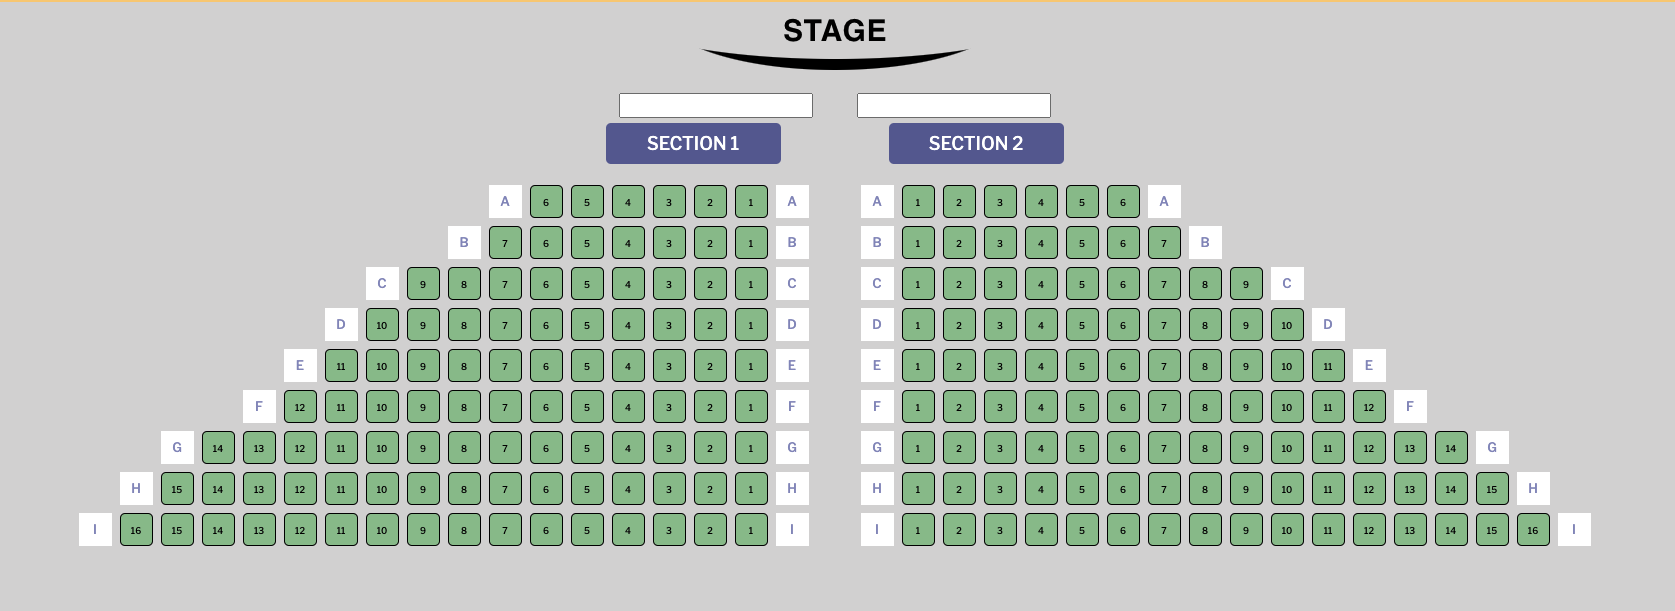 STAGE
SECTION 1 SECTION 2
A 6 5 4 3 2 1 A A 1 2 3 4 5 6 A
B 7 6 5 4 3 2 1 B B 1 2 3 4 5 6 7 B
C 9 8 7 6 5 4 3 2 1 C C 1 2 3 4 5 6 7 8 9 C
D 10 9 8 7 6 5 4 3 2 1 D D 1 2 3 4 5 6 7 8 9 10 D
E 11 10 9 8 7 6 5 4 3 2 1 E E 1 2 3 4 5 6 7 8 9 10 11 E
F 12 11 10 9 8 7 6 5 4 3 2 1 F F 1 2 3 4 5 6 7 8 9 10 11 12 F
G 14 13 12 11 10 9 8 7 6 5 4 3 2 1 G G 1 2 3 4 5 6 7 8 9 10 11 12 13 14 G
H 15 14 13 12 11 10 9 8 7 6 5 4 3 2 1 H H 1 2 3 4 5 6 7 8 9 10 11 12 13 14 15 H
I 16 15 14 13 12 11 10 9 8 7 6 5 4 3 2 1 I I 1 2 3 4 5 6 7 8 9 10 11 12 13 14 15 16 I